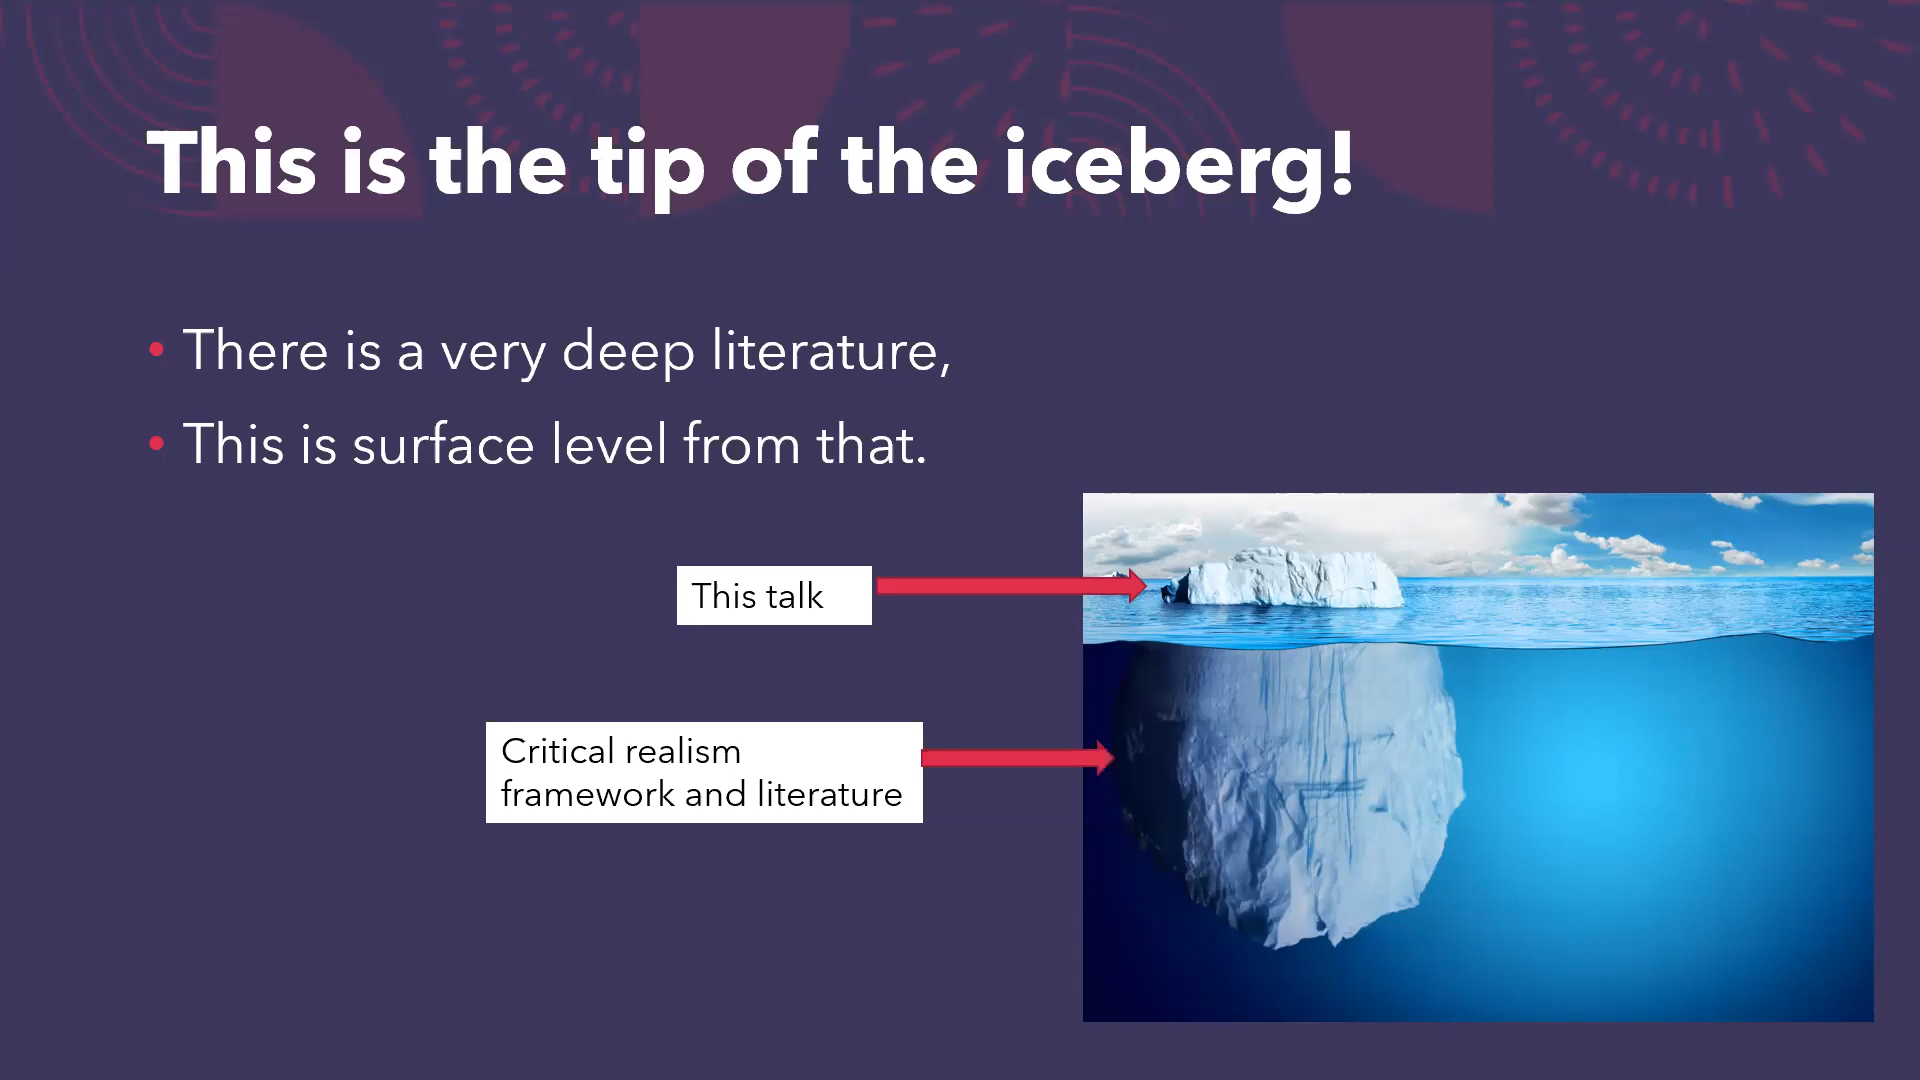 This is the tip of the iceberg!
• There is a very deep literature,
• This is surface level from that.
This talk
Critical realism
framework and literature